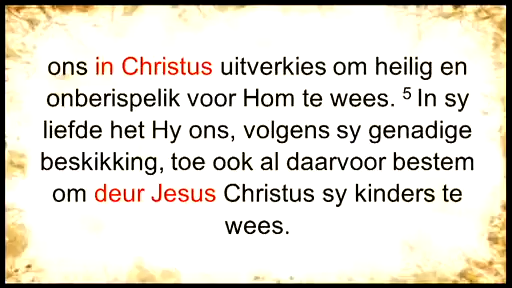 ons in Christus uitverkies om heilig en
onberispelik voor Hom te wees. ⁵ In sy
liefde het Hy ons, volgens sy genadige
beskikking, toe ook al daarvoor bestem
om deur Jesus Christus sy kinders te
wees.